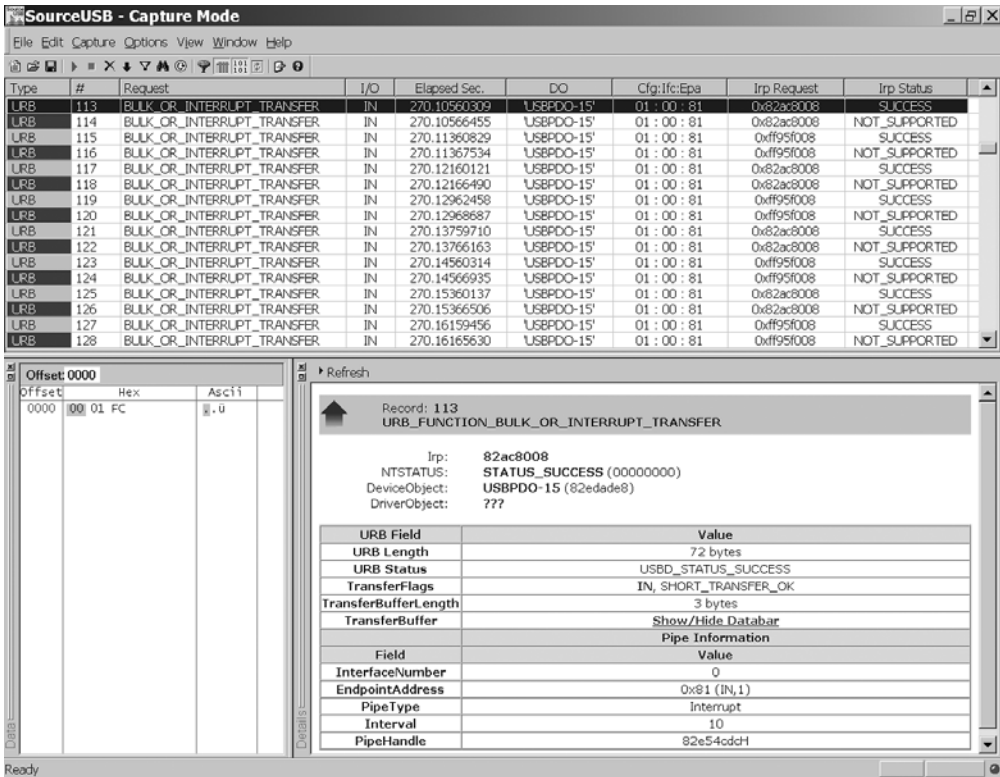 SourceUSB - Capture Mode
File Edit Capture Options View Window Help
Type # Request I/O Elapsed Sec. DO Cfg:Ifc:Epa Irp Request Irp Status
URB 113 BULK_OR_INTERRUPT_TRANSFER IN 270.10560309 'USBPDO-15' 01 : 00 : 81 0x82ac8008 SUCCESS
URB 114 BULK_OR_INTERRUPT_TRANSFER IN 270.10566455 'USBPDO-15' 01 : 00 : 81 0x82ac8008 NOT_SUPPORTED
URB 115 BULK_OR_INTERRUPT_TRANSFER IN 270.11360829 'USBPDO-15' 01 : 00 : 81 0xff95f008 SUCCESS
URB 116 BULK_OR_INTERRUPT_TRANSFER IN 270.11367534 'USBPDO-15' 01 : 00 : 81 0xff95f008 NOT_SUPPORTED
URB 117 BULK_OR_INTERRUPT_TRANSFER IN 270.12160121 'USBPDO-15' 01 : 00 : 81 0x82ac8008 SUCCESS
URB 118 BULK_OR_INTERRUPT_TRANSFER IN 270.12166490 'USBPDO-15' 01 : 00 : 81 0x82ac8008 NOT_SUPPORTED
URB 119 BULK_OR_INTERRUPT_TRANSFER IN 270.12962458 'USBPDO-15' 01 : 00 : 81 0xff95f008 SUCCESS
URB 120 BULK_OR_INTERRUPT_TRANSFER IN 270.12968687 'USBPDO-15' 01 : 00 : 81 0xff95f008 NOT_SUPPORTED
URB 121 BULK_OR_INTERRUPT_TRANSFER IN 270.13759710 'USBPDO-15' 01 : 00 : 81 0x82ac8008 SUCCESS
URB 122 BULK_OR_INTERRUPT_TRANSFER IN 270.13766163 'USBPDO-15' 01 : 00 : 81 0x82ac8008 NOT_SUPPORTED
URB 123 BULK_OR_INTERRUPT_TRANSFER IN 270.14560314 'USBPDO-15' 01 : 00 : 81 0xff95f008 SUCCESS
URB 124 BULK_OR_INTERRUPT_TRANSFER IN 270.14566935 'USBPDO-15' 01 : 00 : 81 0xff95f008 NOT_SUPPORTED
URB 125 BULK_OR_INTERRUPT_TRANSFER IN 270.15360137 'USBPDO-15' 01 : 00 : 81 0x82ac8008 SUCCESS
URB 126 BULK_OR_INTERRUPT_TRANSFER IN 270.15366506 'USBPDO-15' 01 : 00 : 81 0x82ac8008 NOT_SUPPORTED
URB 127 BULK_OR_INTERRUPT_TRANSFER IN 270.16159456 'USBPDO-15' 01 : 00 : 81 0xff95f008 SUCCESS
URB 128 BULK_OR_INTERRUPT_TRANSFER IN 270.16165630 'USBPDO-15' 01 : 00 : 81 0xff95f008 NOT_SUPPORTED
Offset: 0000
Offset Hex Ascii
0000 00 01 FC ..ü
Data
Refresh
Record: 113
URB_FUNCTION_BULK_OR_INTERRUPT_TRANSFER
Irp: 82ac8008
NTSTATUS: STATUS_SUCCESS (00000000)
DeviceObject: USBPDO-15 (82edade8)
DriverObject: ???
URB Field Value
URB Length 72 bytes
URB Status USBD_STATUS_SUCCESS
TransferFlags IN, SHORT_TRANSFER_OK
TransferBufferLength 3 bytes
TransferBuffer Show/Hide Databar
Pipe Information
Field Value
InterfaceNumber 0
EndpointAddress 0x81 (IN,1)
PipeType Interrupt
Interval 10
PipeHandle 82e54cdcH
Details
Ready